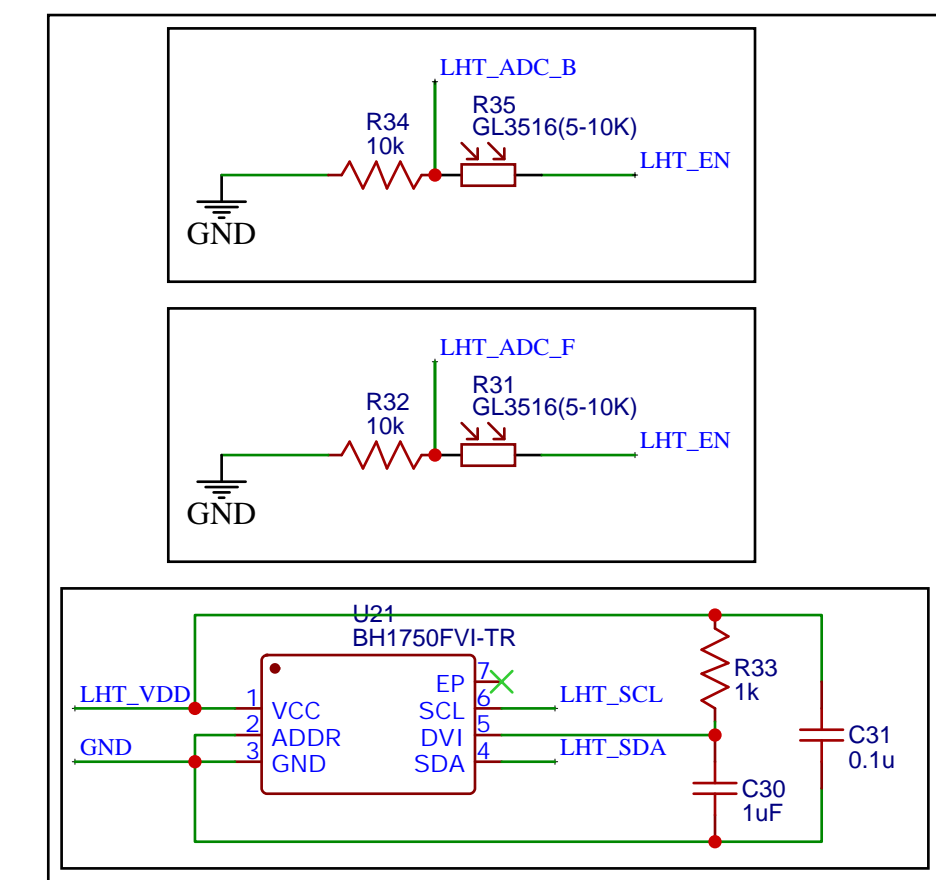 LHT_ADC_B
R35
GL3516(5-10K)
R34
10k
LHT_EN
GND
LHT_ADC_F
R31
GL3516(5-10K)
R32
10k
LHT_EN
GND
U21
BH1750FVI-TR
LHT_VDD
GND
1
2
3
VCC
ADDR
GND
EP
SCL
DVI
SDA
7
6
5
4
LHT_SCL
LHT_SDA
R33
1k
C30
1uF
C31
0.1u